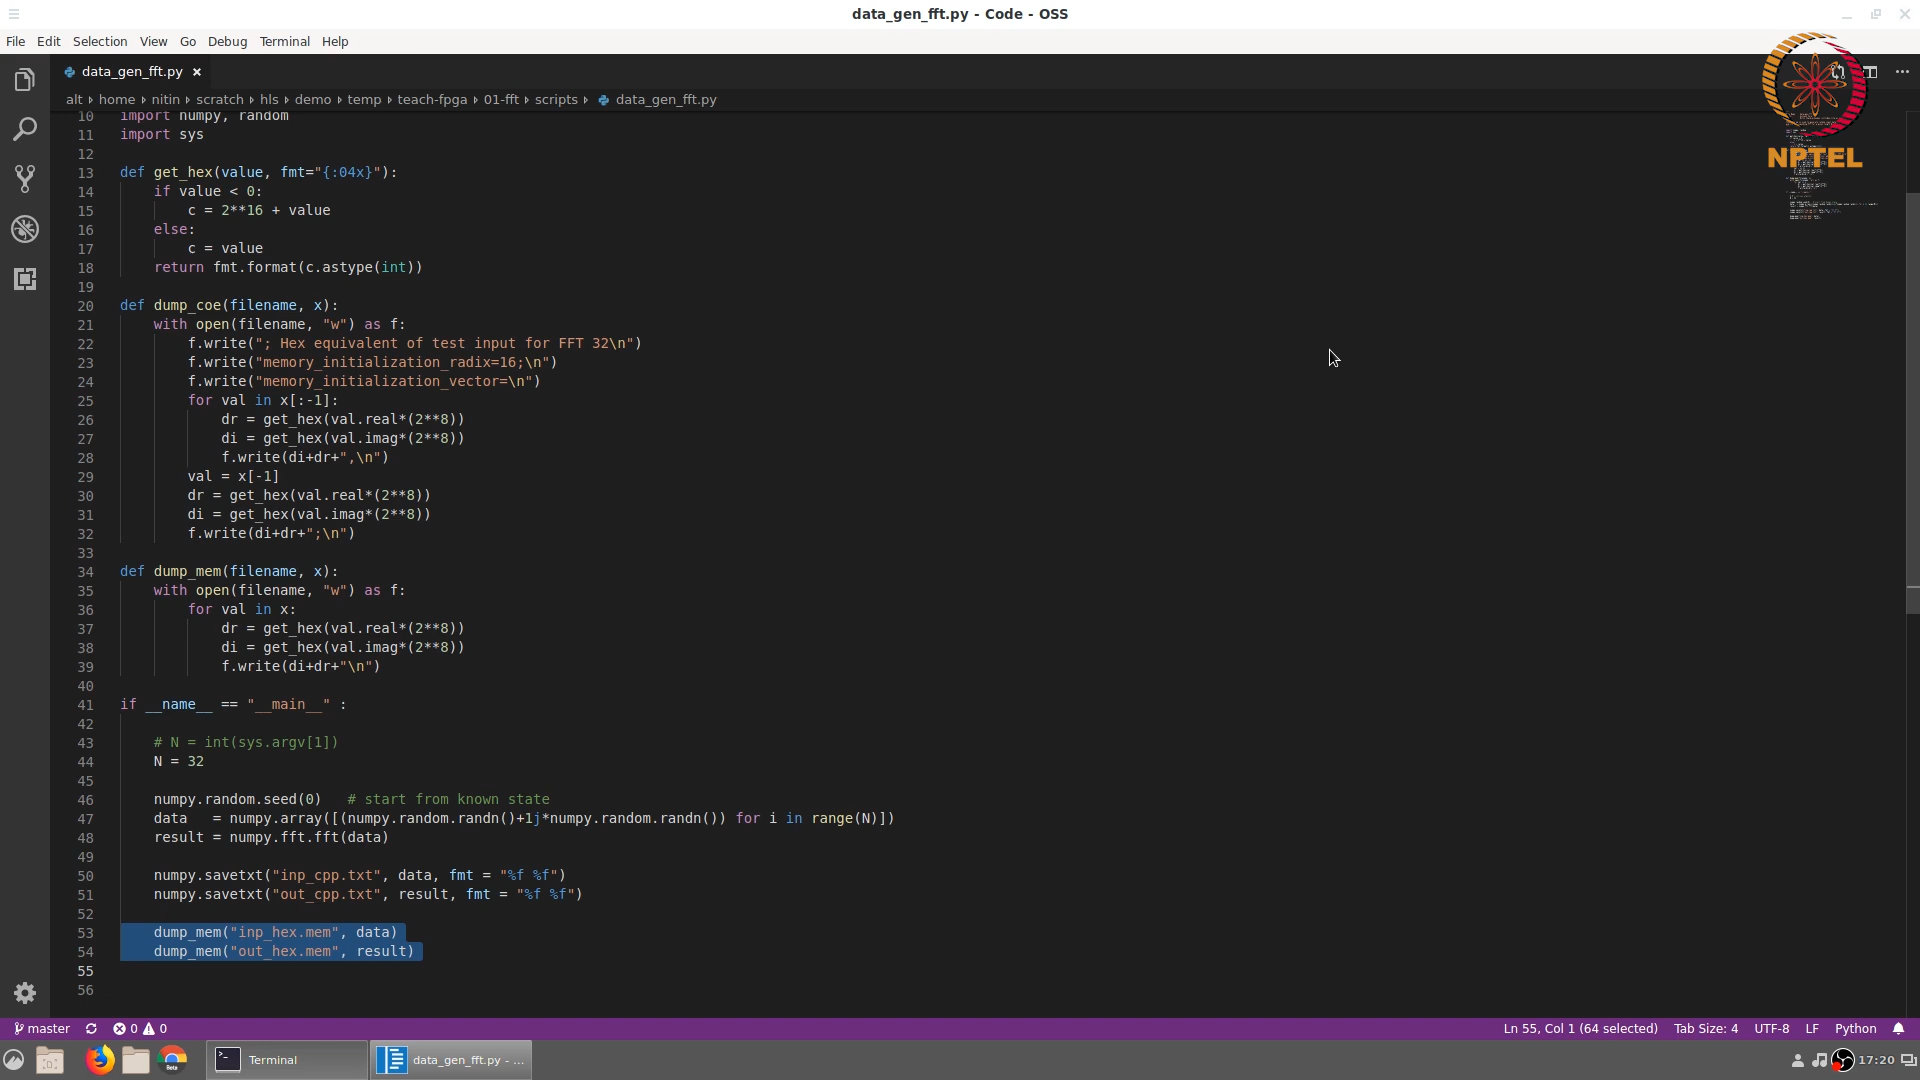 data_gen_fft.py - Code - OSS
File Edit Selection View Go Debug Terminal Help
data_gen_fft.py
alt home nitin scratch hls demo temp teach-fpga 01-fft scripts data_gen_fft.py
NPTEL
10 import numpy, random
11 import sys
12
13 def get_hex(value, fmt="{:04x}"):
14 if value < 0:
15 c = 2**16 + value
16 else:
17 c = value
18 return fmt.format(c.astype(int))
19
20 def dump_coe(filename, x):
21 with open(filename, "w") as f:
22 f.write("; Hex equivalent of test input for FFT 32\n")
23 f.write("memory_initialization_radix=16;\n")
24 f.write("memory_initialization_vector=\n")
25 for val in x[:-1]:
26 dr = get_hex(val.real*(2**8))
27 di = get_hex(val.imag*(2**8))
28 f.write(di+dr+",\n")
29 val = x[-1]
30 dr = get_hex(val.real*(2**8))
31 di = get_hex(val.imag*(2**8))
32 f.write(di+dr+";\n")
33
34 def dump_mem(filename, x):
35 with open(filename, "w") as f:
36 for val in x:
37 dr = get_hex(val.real*(2**8))
38 di = get_hex(val.imag*(2**8))
39 f.write(di+dr+"\n")
40
41 if __name__ == "__main__" :
42
43 # N = int(sys.argv[1])
44 N = 32
45
46 numpy.random.seed(0) # start from known state
47 data = numpy.array([(numpy.random.randn()+1j*numpy.random.randn()) for i in range(N)])
48 result = numpy.fft.fft(data)
49
50 numpy.savetxt("inp_cpp.txt", data, fmt = "%f %f")
51 numpy.savetxt("out_cpp.txt", result, fmt = "%f %f")
52
53 dump_mem("inp_hex.mem", data)
54 dump_mem("out_hex.mem", result)
55
56
master 0 0 Ln 55, Col 1 (64 selected) Tab Size: 4 UTF-8 LF Python
Terminal data_gen_fft.py - ... 17:20